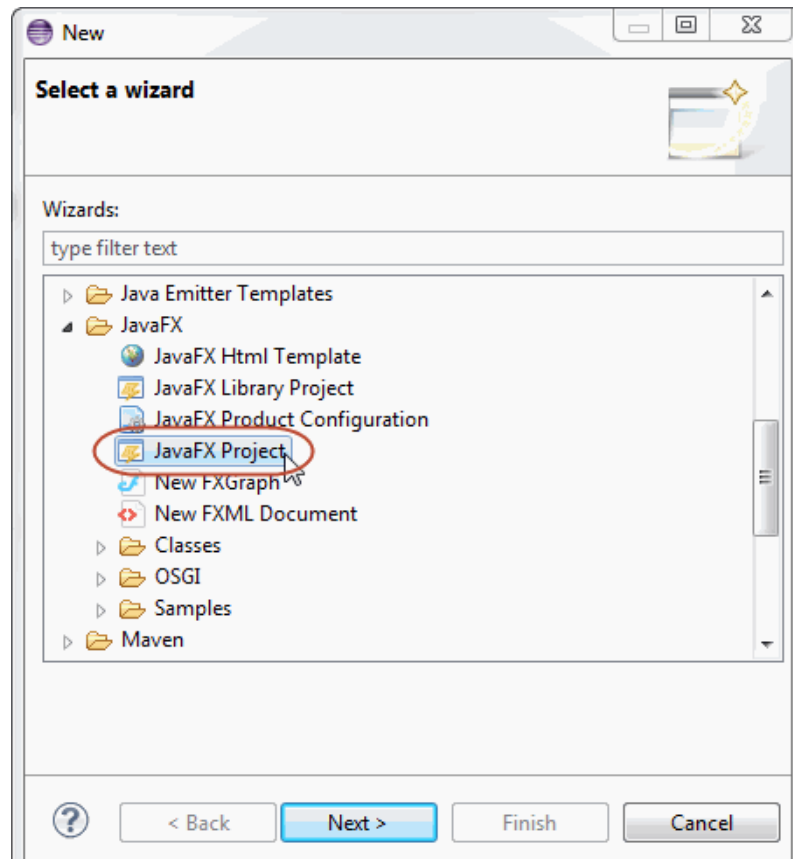 New
Select a wizard
Wizards:
type filter text
Java Emitter Templates
JavaFX
JavaFX Html Template
JavaFX Library Project
JavaFX Product Configuration
JavaFX Project
New FXGraph
New FXML Document
Classes
OSGI
Samples
Maven
? < Back Next > Finish Cancel